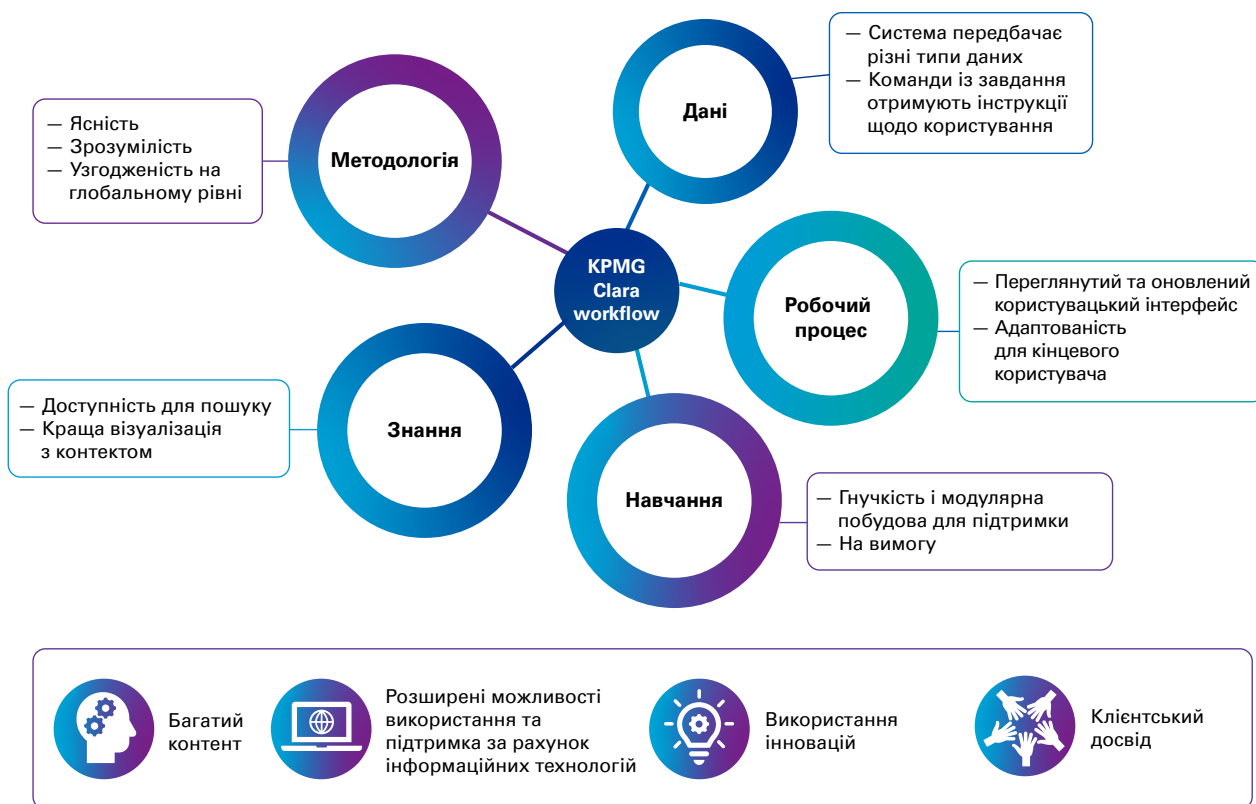 — Ясність
— Зрозумілість
— Узгодженість на
глобальному рівні
Методологія
Дані
— Система передбачає
різні типи даних
— Команди із завдання
отримують інструкції
щодо користування
KPMG
Clara
workflow
Робочий
процес
— Переглянутий та оновлений
користувацький інтерфейс
— Адаптованість
для кінцевого
користувача
— Доступність для пошуку
— Краща візуалізація
з контектом
Знання
Навчання
— Гнучкість і модулярна
побудова для підтримки
— На вимогу
Багатий
контент
Розширені можливості
використання та
підтримка за рахунок
інформаційних технологій
Використання
інновацій
Клієнтський
досвід